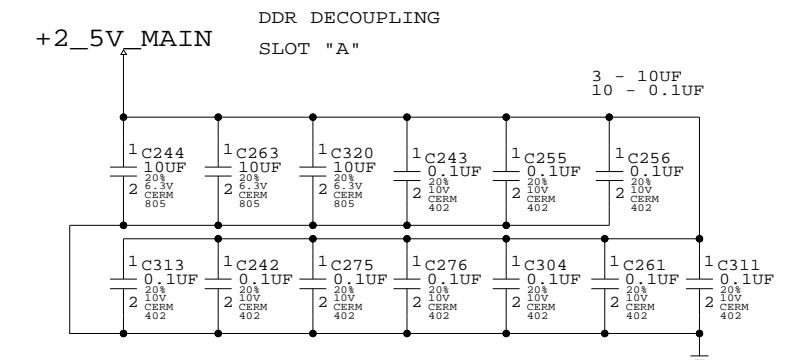 DDR DECOUPLING
+2_5V_MAIN
SLOT "A"
3 - 10UF
10 - 0.1UF
1 C244
10UF
20%
6.3V
2 CERM
805
1 C263
10UF
20%
6.3V
2 CERM
805
1 C320
10UF
20%
6.3V
2 CERM
805
1 C243
0.1UF
20%
10V
2 CERM
402
1 C255
0.1UF
20%
10V
2 CERM
402
1 C256
0.1UF
20%
10V
2 CERM
402
1 C313
0.1UF
20%
10V
2 CERM
402
1 C242
0.1UF
20%
10V
2 CERM
402
1 C275
0.1UF
20%
10V
2 CERM
402
1 C276
0.1UF
20%
10V
2 CERM
402
1 C304
0.1UF
20%
10V
2 CERM
402
1 C261
0.1UF
20%
10V
2 CERM
402
1 C311
0.1UF
20%
10V
2 CERM
402